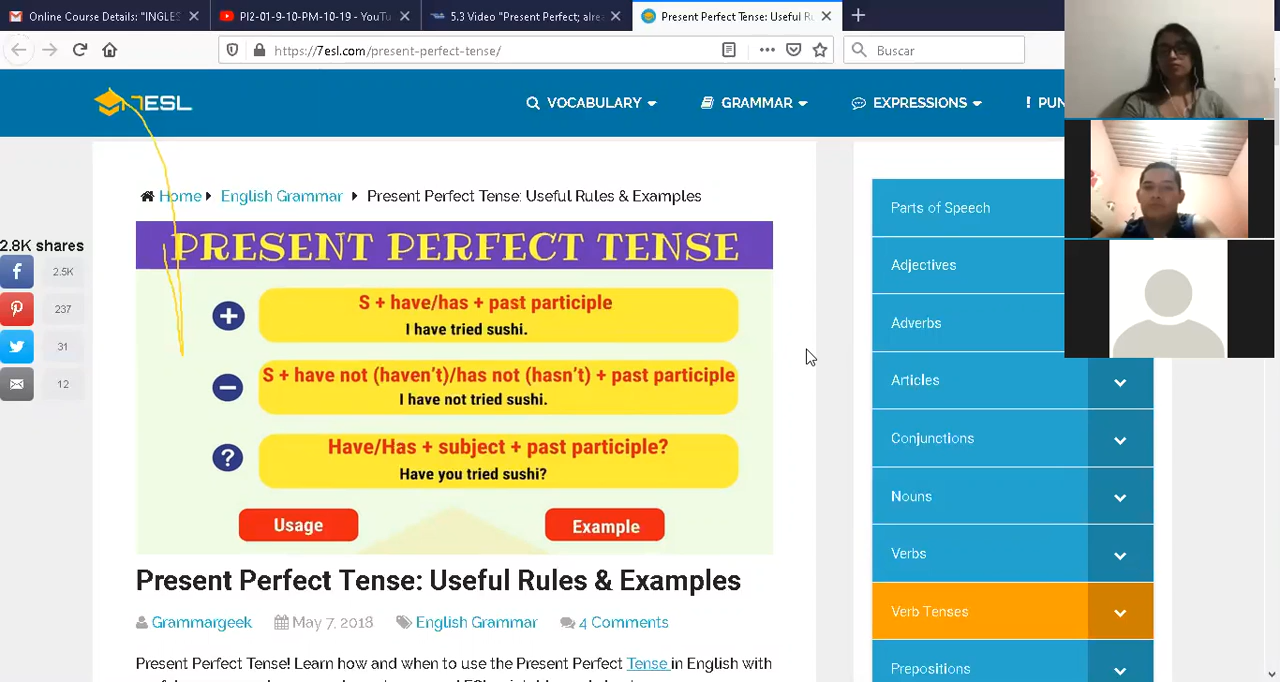 Online Course Details: "INGLES
PI2-01-9-10-PM-10-19 - YouTu
5.3 Video "Present Perfect; alre
Present Perfect Tense: Useful Ru
https://7esl.com/present-perfect-tense/
Buscar
7ESL
VOCABULARY
GRAMMAR
EXPRESSIONS
! PUN
Home
English Grammar
Present Perfect Tense: Useful Rules & Examples
2.8K shares
2.5K
237
31
12
PRESENT PERFECT TENSE
+
S + have/has + past participle
I have tried sushi.
−
S + have not (haven't)/has not (hasn't) + past participle
I have not tried sushi.
?
Have/Has + subject + past participle?
Have you tried sushi?
Usage
Example
Present Perfect Tense: Useful Rules & Examples
Grammargeek
May 7, 2018
English Grammar
4 Comments
Present Perfect Tense! Learn how and when to use the Present Perfect Tense in English with
Parts of Speech
Adjectives
Adverbs
Articles
Conjunctions
Nouns
Verbs
Verb Tenses
Prepositions